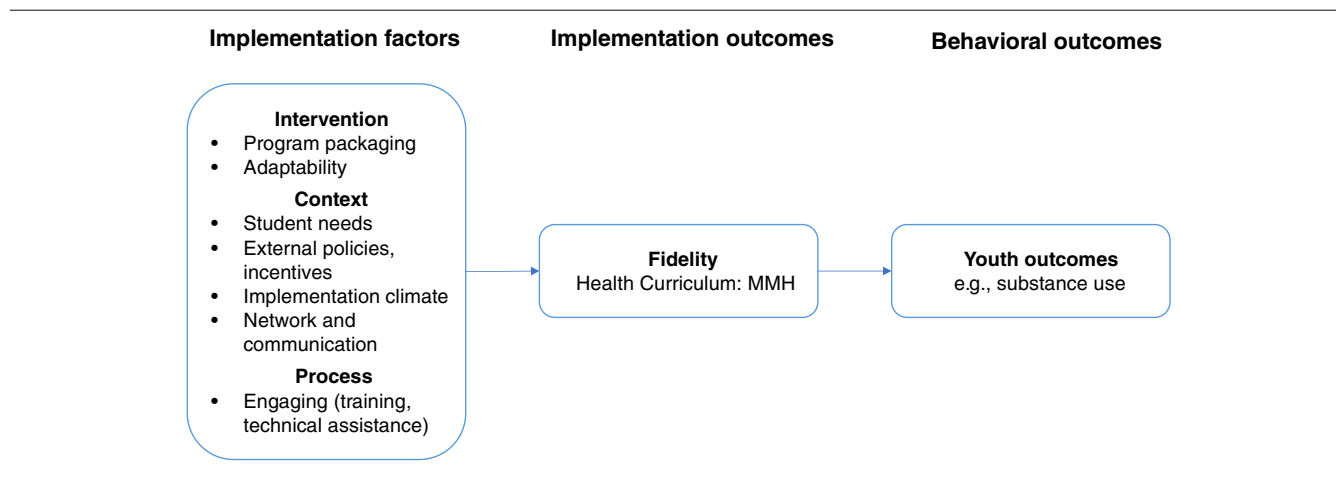 Implementation factors
Implementation outcomes
Behavioral outcomes
Intervention
• Program packaging
• Adaptability
Context
• Student needs
• External policies,
incentives
• Implementation climate
• Network and
communication
Process
• Engaging (training,
technical assistance)
Fidelity
Health Curriculum: MMH
Youth outcomes
e.g., substance use